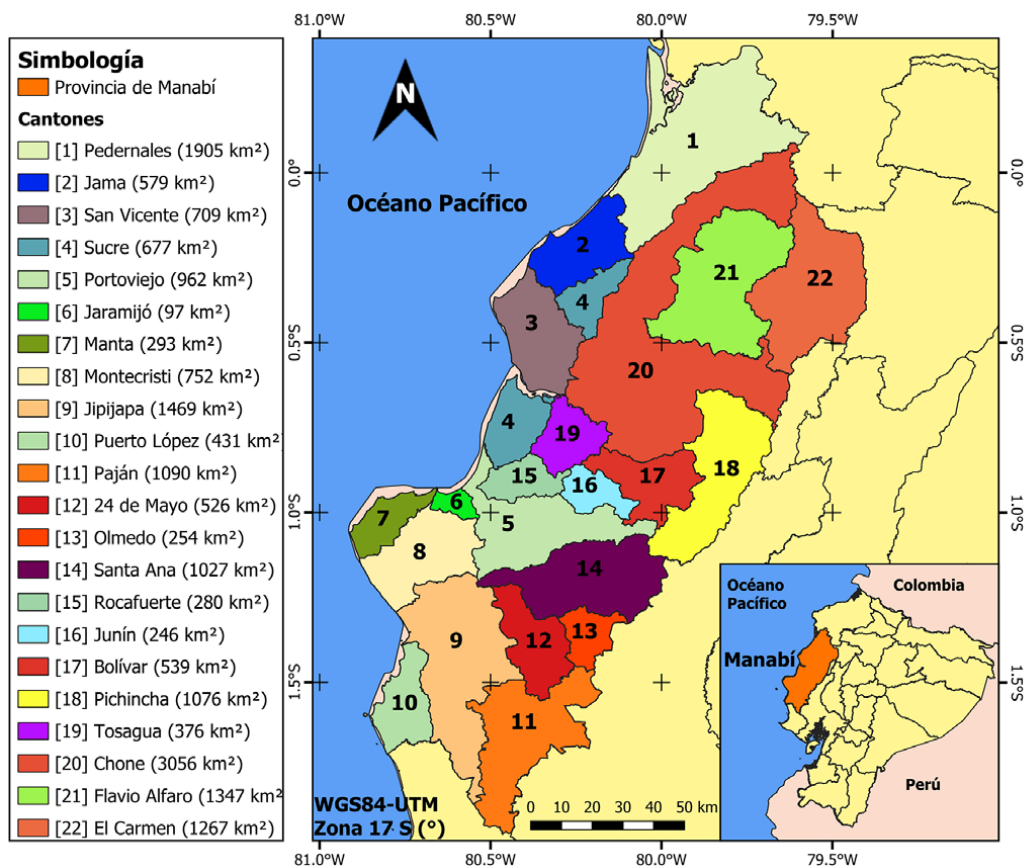 Simbología
Provincia de Manabí
Cantones
[1] Pedernales (1905 km²)
[2] Jama (579 km²)
[3] San Vicente (709 km²)
[4] Sucre (677 km²)
[5] Portoviejo (962 km²)
[6] Jaramijó (97 km²)
[7] Manta (293 km²)
[8] Montecristi (752 km²)
[9] Jipijapa (1469 km²)
[10] Puerto López (431 km²
[11] Paján (1090 km²)
[12] 24 de Mayo (526 km²)
[13] Olmedo (254 km²)
[14] Santa Ana (1027 km²)
[15] Rocafuerte (280 km²)
[16] Junín (246 km²)
[17] Bolívar (539 km²)
[18] Pichincha (1076 km²)
[19] Tosagua (376 km²)
[20] Chone (3056 km²)
[21] Flavio Alfaro (1347 km²
[22] El Carmen (1267 km²)
81.0°W 80.5°W 80.0°W 79.5°W
N
1
0.0° 0.0°
Océano Pacífico
2
21
22
4
3
0.5°S 0.5°S
20
4
19
18
15
16
17
6
7
5
1.0°S 1.0°S
8
14
13
12
9
1.5°S 1.5°S
10
11
WGS84-UTM
Zona 17 S (°)
0 10 20 30 40 50 km
Océano
Pacífico
Colombia
Manabí
Perú
81.0°W 80.5°W 80.0°W 79.5°W